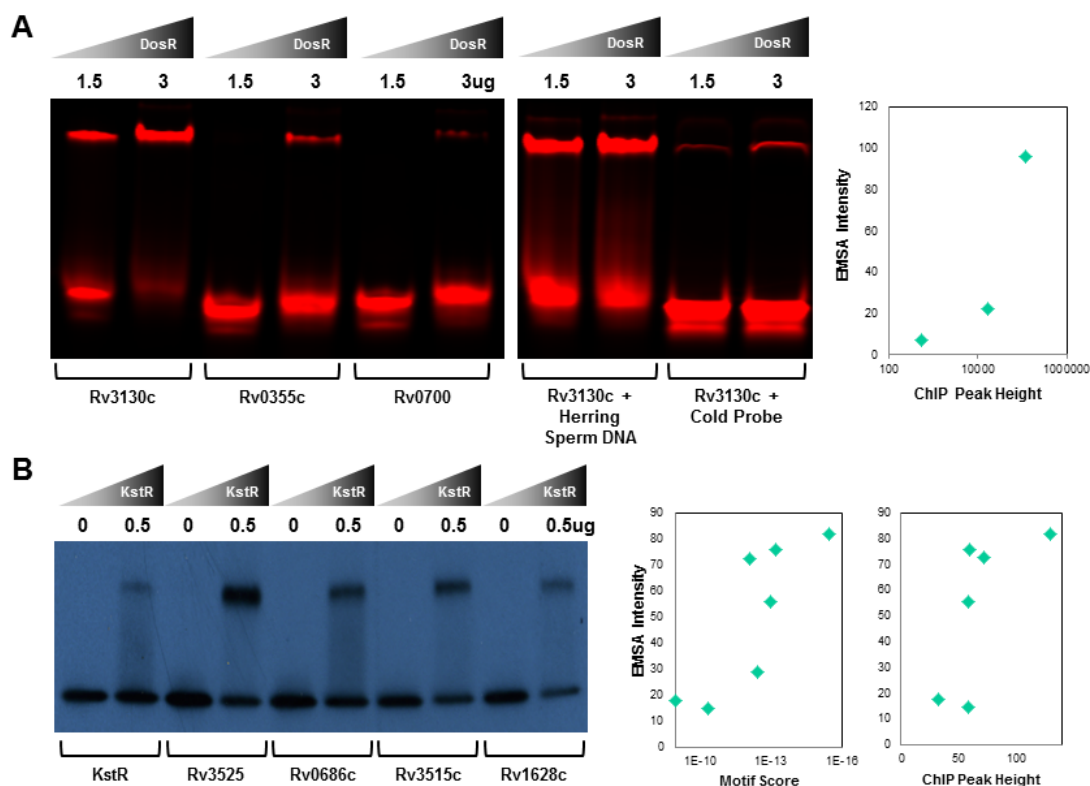 A
DosR DosR DosR DosR DosR
1.5 3 1.5 3 1.5 3ug 1.5 3 1.5 3
Rv3130c Rv0355c Rv0700
Rv3130c + Herring Sperm DNA
Rv3130c + Cold Probe
EMSA Intensity
120
100
80
60
40
20
0
100 10000 1000000
ChIP Peak Height
B
KstR KstR KstR KstR KstR
0 0.5 0 0.5 0 0.5 0 0.5 0 0.5ug
KstR Rv3525 Rv0686c Rv3515c Rv1628c
EMSA Intensity
90
80
70
60
50
40
30
20
10
0
1E-10 1E-13 1E-16
Motif Score
90
80
70
60
50
40
30
20
10
0
0 50 100
ChIP Peak Height